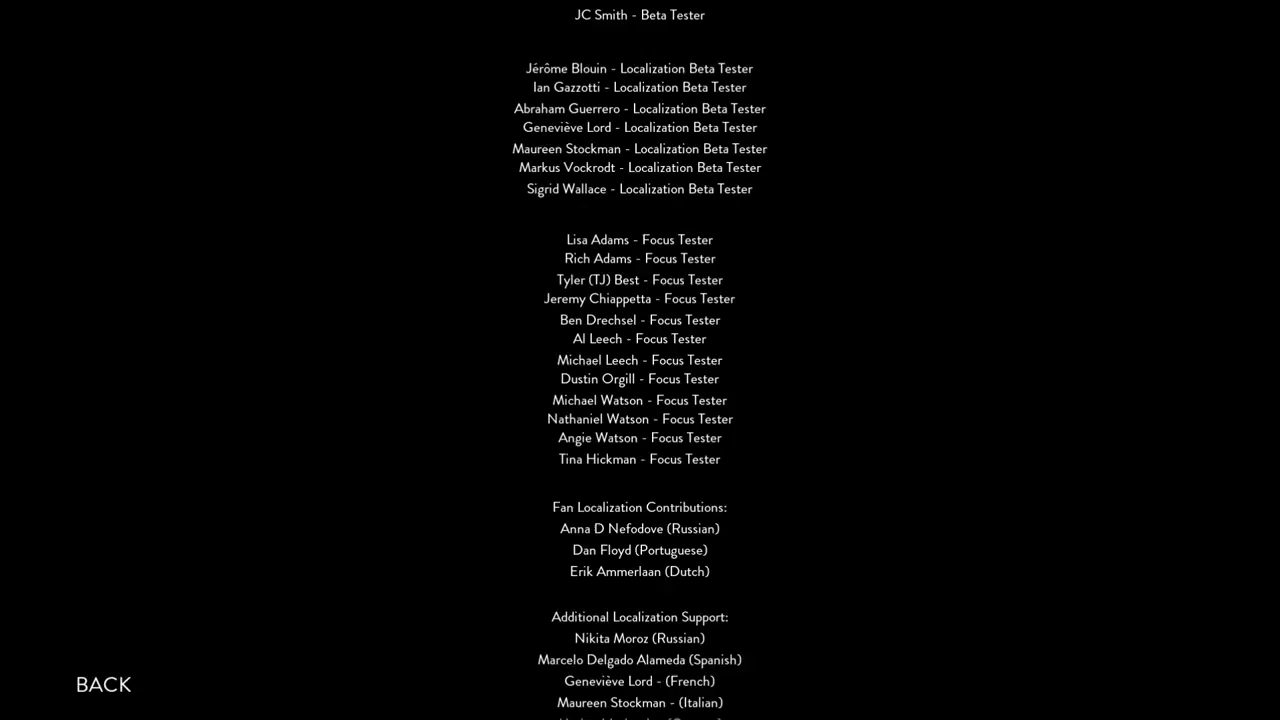 JC Smith - Beta Tester
Jérôme Blouin - Localization Beta Tester
Ian Gazzotti - Localization Beta Tester
Abraham Guerrero - Localization Beta Tester
Geneviève Lord - Localization Beta Tester
Maureen Stockman - Localization Beta Tester
Markus Vockrodt - Localization Beta Tester
Sigrid Wallace - Localization Beta Tester
Lisa Adams - Focus Tester
Rich Adams - Focus Tester
Tyler (TJ) Best - Focus Tester
Jeremy Chiappetta - Focus Tester
Ben Drechsel - Focus Tester
Al Leech - Focus Tester
Michael Leech - Focus Tester
Dustin Orgill - Focus Tester
Michael Watson - Focus Tester
Nathaniel Watson - Focus Tester
Angie Watson - Focus Tester
Tina Hickman - Focus Tester
Fan Localization Contributions:
Anna D Nefodove (Russian)
Dan Floyd (Portuguese)
Erik Ammerlaan (Dutch)
Additional Localization Support:
Nikita Moroz (Russian)
Marcelo Delgado Alameda (Spanish)
Geneviève Lord - (French)
Maureen Stockman - (Italian)
BACK